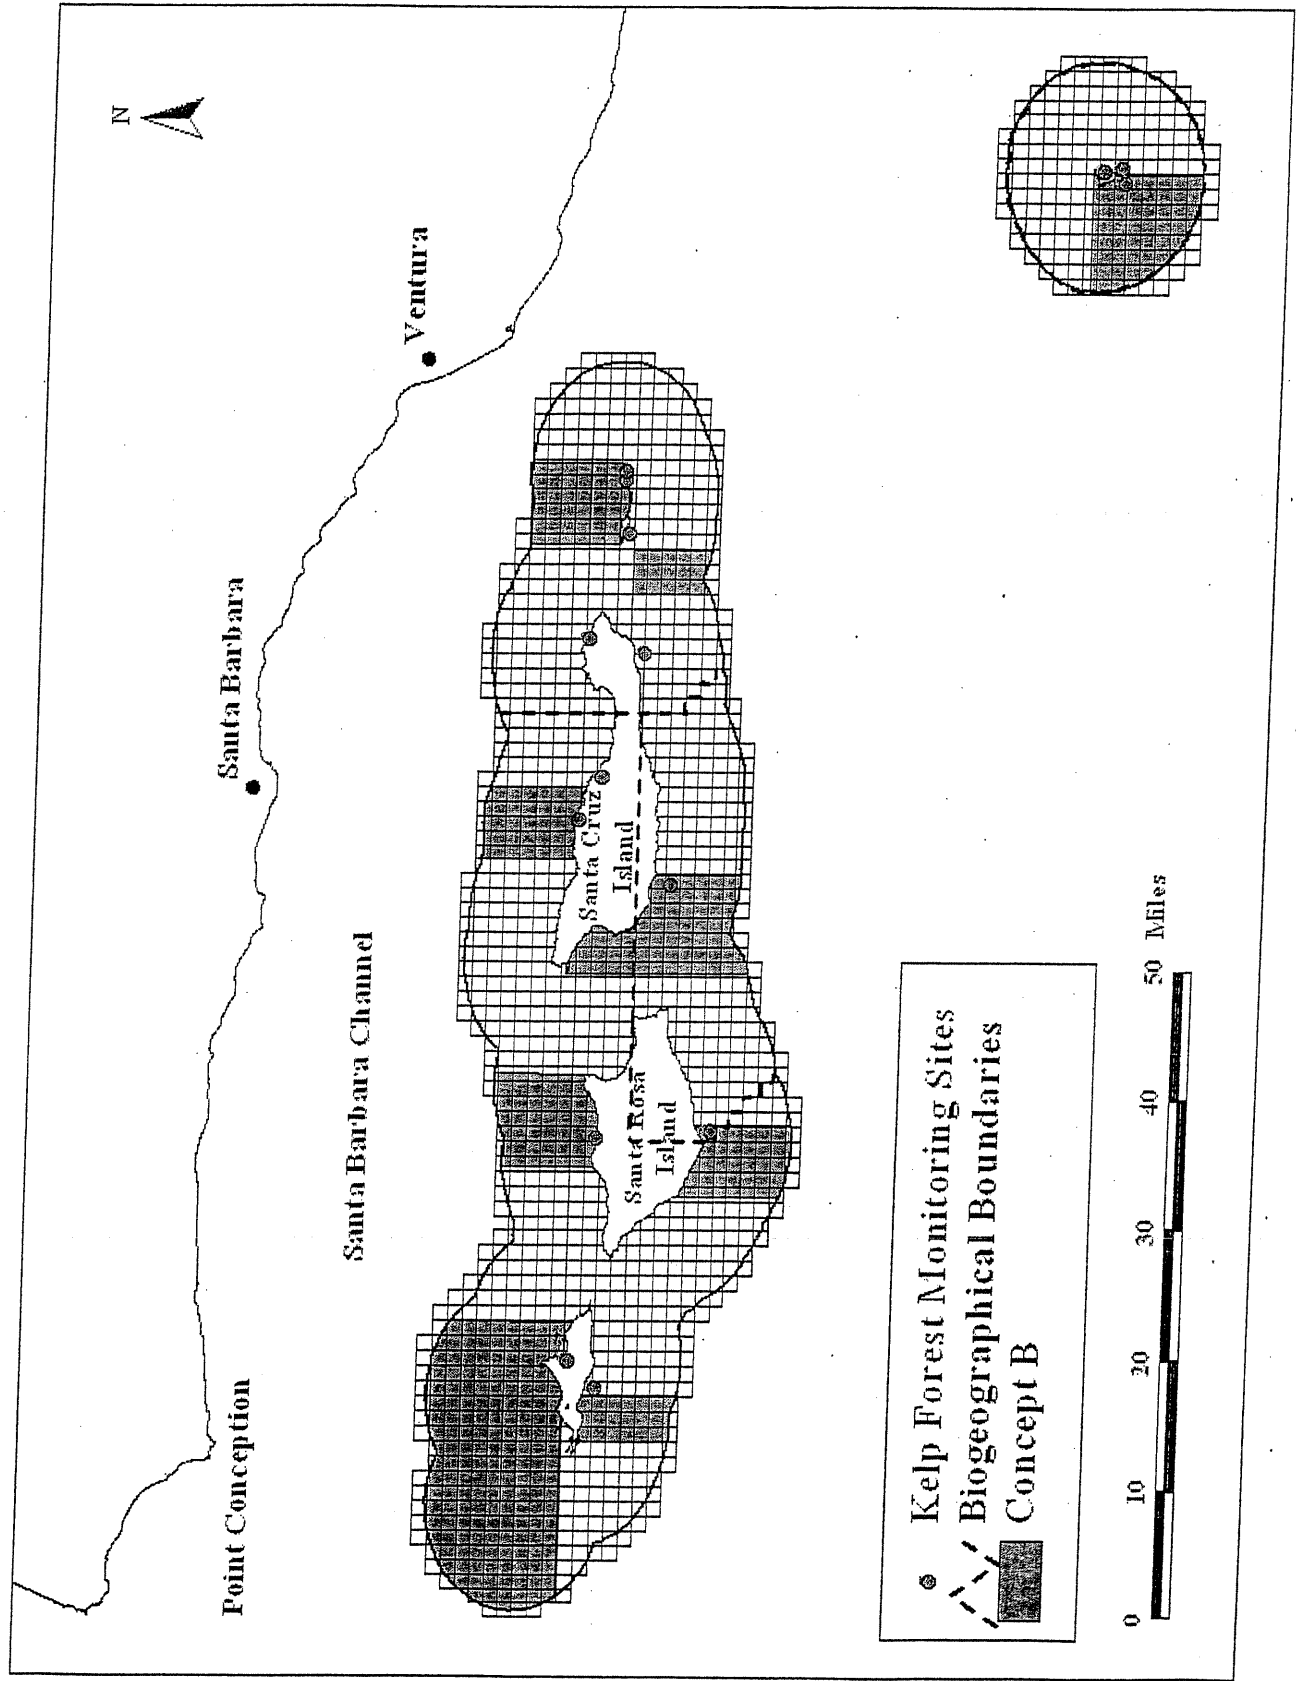 N
Point Conception
Santa Barbara
Ventura
Santa Barbara Channel
Santa Rosa
Island
Santa Cruz
Island
Kelp Forest Monitoring Sites
Biogeographical Boundaries
Concept B
0 10 20 30 40 50 Miles